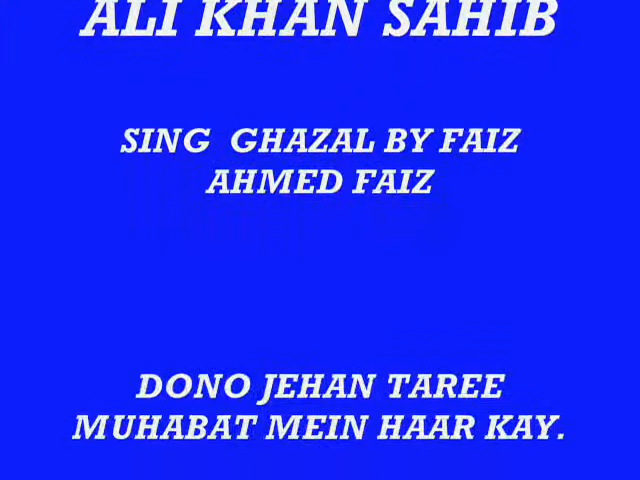 ALI KHAN SAHIB
SING GHAZAL BY FAIZ
AHMED FAIZ
DONO JEHAN TAREE
MUHABAT MEIN HAAR KAY.